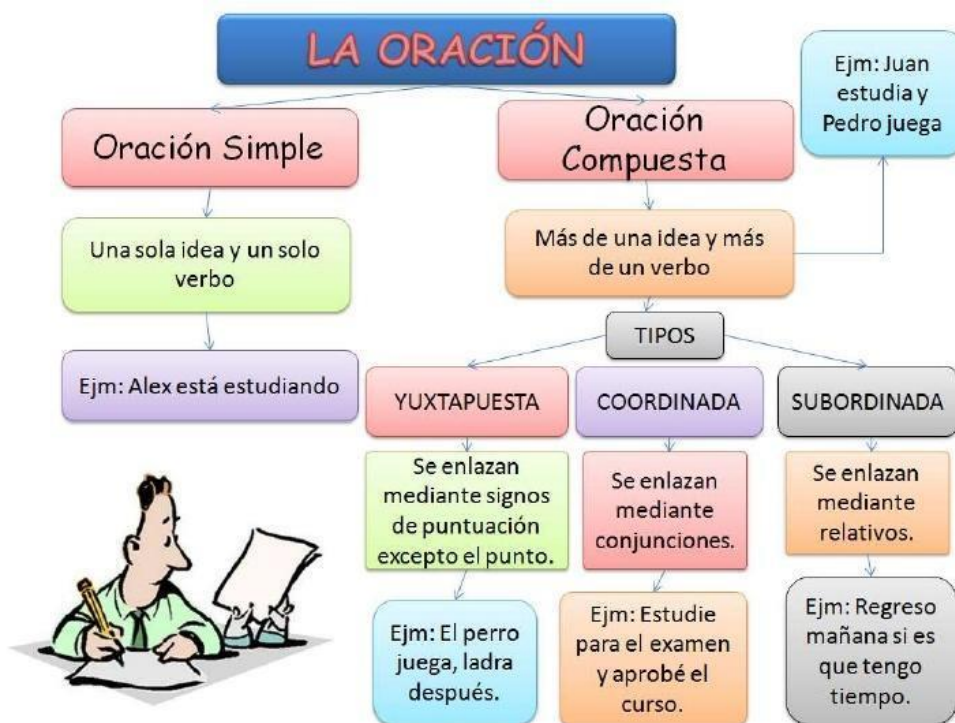 LA ORACIÓN
Ejm: Juan
estudia y
Pedro juega
Oración Simple
Oración
Compuesta
Una sola idea y un solo
verbo
Más de una idea y más
de un verbo
Ejm: Alex está estudiando
TIPOS
YUXTAPUESTA
COORDINADA
SUBORDINADA
Se enlazan
mediante signos
de puntuación
excepto el punto.
Se enlazan
mediante
conjunciones.
Se enlazan
mediante
relativos.
Ejm: El perro
juega, ladra
después.
Ejm: Estudie
para el examen
y aprobé el
curso.
Ejm: Regreso
mañana si es
que tengo
tiempo.